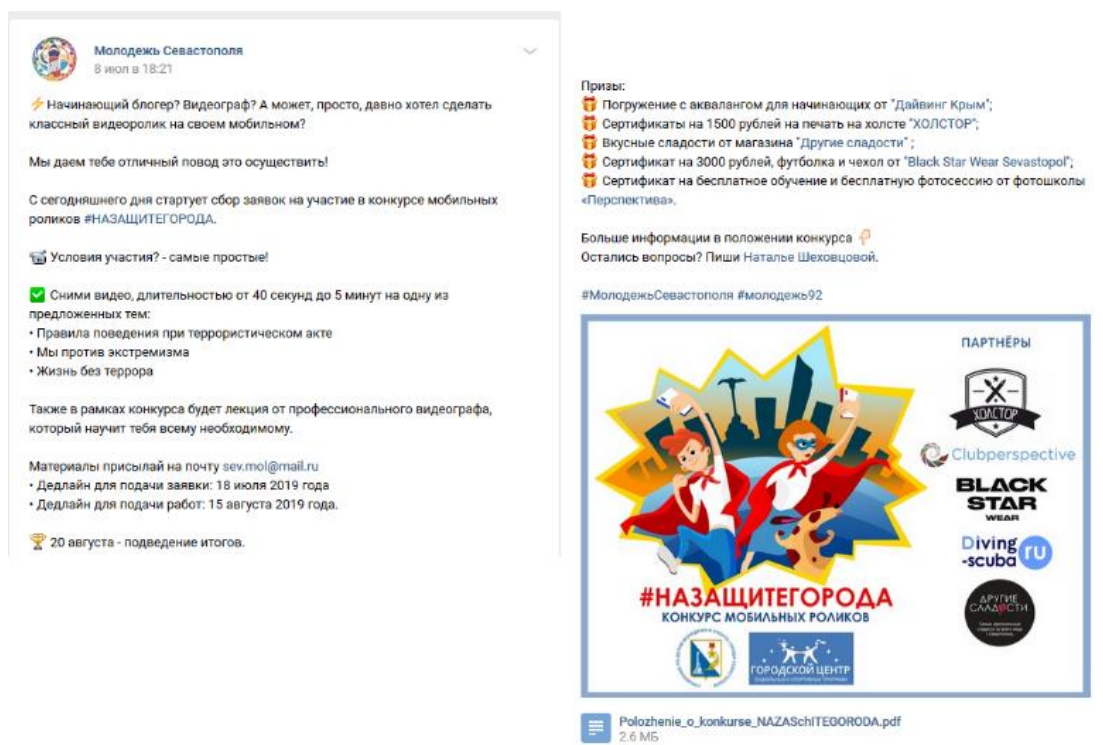 Молодежь Севастополя
8 июл в 18:21
⚡ Начинающий блогер? Видеограф? А может, просто, давно хотел сделать
классный видеоролик на своем мобильном?
Мы даем тебе отличный повод это осуществить!
С сегодняшнего дня стартует сбор заявок на участие в конкурсе мобильных
роликов #НАЗАЩИТЕГОРОДА.
📹 Условия участия? - самые простые!
✅ Сними видео, длительностью от 40 секунд до 5 минут на одну из
предложенных тем:
• Правила поведения при террористическом акте
• Мы против экстремизма
• Жизнь без террора
Также в рамках конкурса будет лекция от профессионального видеографа,
который научит тебя всему необходимому.
Материалы присылай на почту sev.mol@mail.ru
• Дедлайн для подачи заявки: 18 июля 2019 года
• Дедлайн для подачи работ: 15 августа 2019 года.
🏆 20 августа - подведение итогов.
Призы:
🎁 Погружение с аквалангом для начинающих от "Дайвинг Крым";
🎁 Сертификаты на 1500 рублей на печать на холсте "ХОЛСТОР";
🎁 Вкусные сладости от магазина "Другие сладости" ;
🎁 Сертификат на 3000 рублей, футболка и чехол от "Black Star Wear Sevastopol";
🎁 Сертификат на бесплатное обучение и бесплатную фотосессию от фотошколы
«Перспектива».
Больше информации в положении конкурса 👇
Остались вопросы? Пиши Наталье Шеховцовой.
#МолодежьСевастополя #молодежь92
ПАРТНЁРЫ
ХОЛСТОР
Clubperspective
BLACK
STAR
WEAR
Diving
-scuba
ru
ДРУГИЕ
СЛАДОСТИ
#НАЗАЩИТЕГОРОДА
КОНКУРС МОБИЛЬНЫХ РОЛИКОВ
ГОРОДСКОЙ ЦЕНТР
Polozhenie_o_konkurse_NAZASchITEGORODA.pdf
2.6 МБ